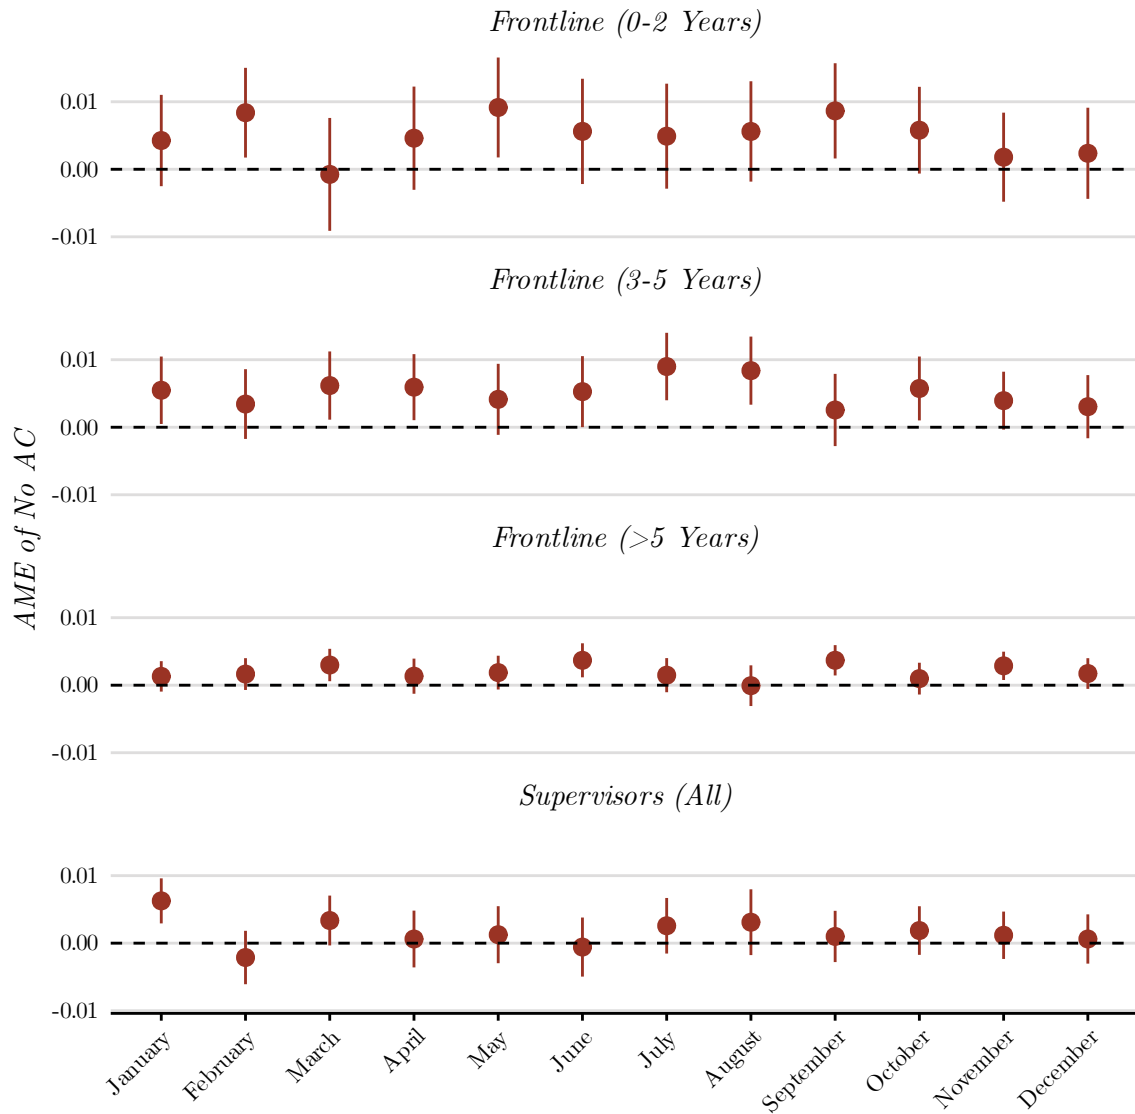 Frontline (0-2 Years)
0.01
0.00
-0.01
Frontline (3-5 Years)
0.01
0.00
-0.01
Frontline (>5 Years)
0.01
0.00
-0.01
Supervisors (All)
0.01
0.00
-0.01
AME of No AC
January
February
March
April
May
June
July
August
September
October
November
December